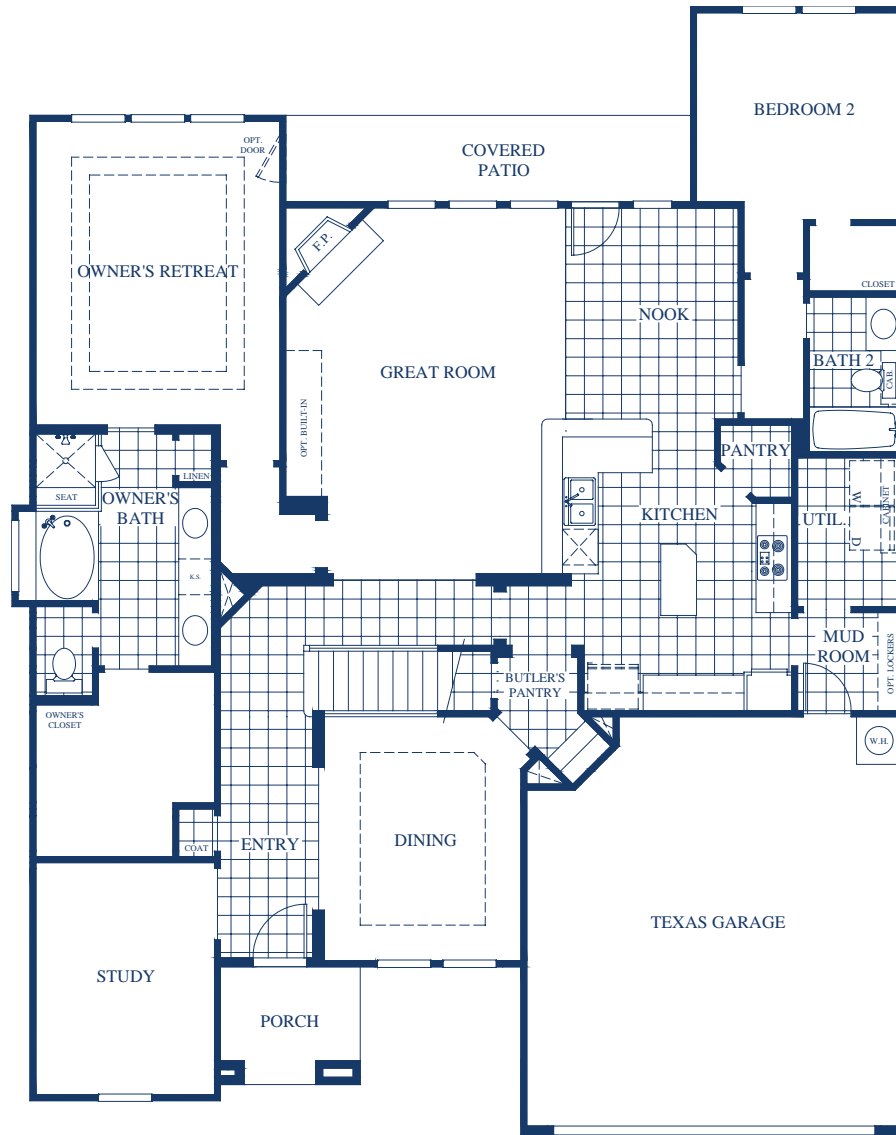 BEDROOM 2
COVERED
PATIO
OPT.
DOOR
F.P.
OWNER'S RETREAT
CLOSET
NOOK
BATH 2
CAB.
GREAT ROOM
OPT. BUILT-IN
PANTRY
LINEN
SEAT
OWNER'S
BATH
KITCHEN
UTIL.
W
D
CABINET
K.S.
MUD
ROOM
OPT. LOCKERS
BUTLER'S
PANTRY
OWNER'S
CLOSET
W.H.
COAT
ENTRY
DINING
TEXAS GARAGE
STUDY
PORCH